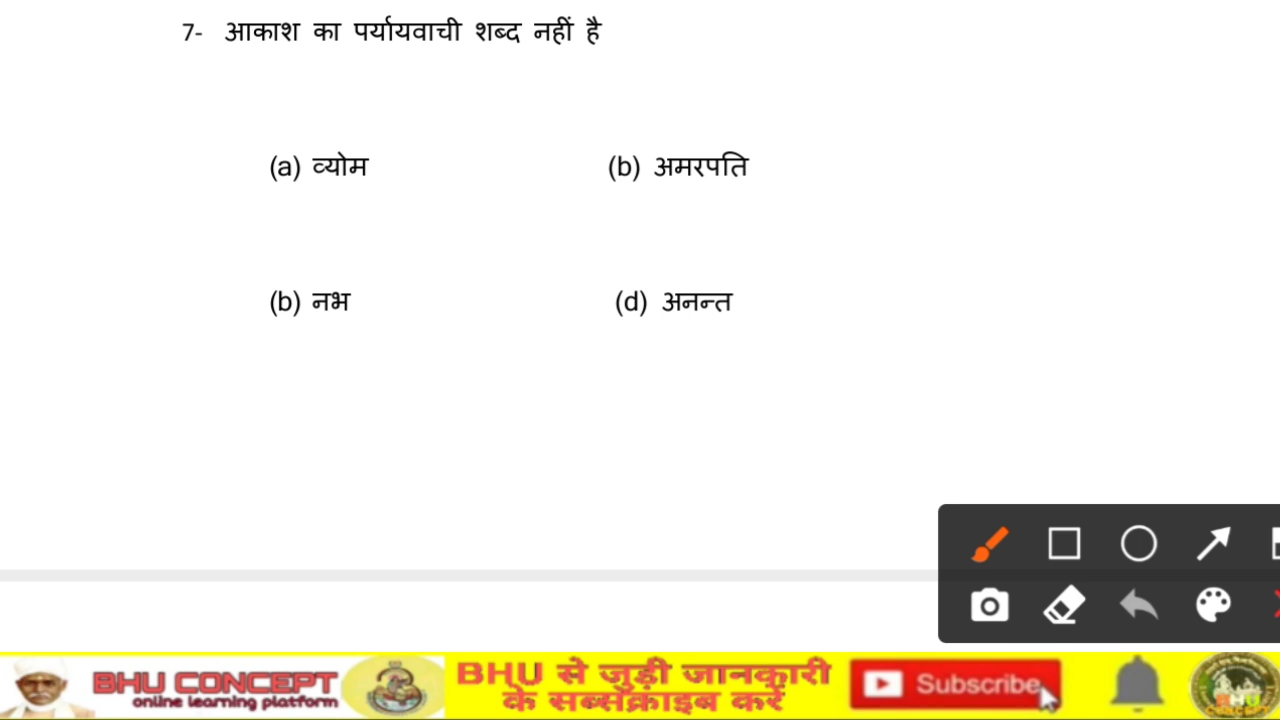 7- आकाश का पर्यायवाची शब्द नहीं है
(a) व्योम (b) अमरपति
(b) नभ (d) अनन्त
BHU CONCEPT
online learning platform
BHU से जुड़ी जानकारी
के सब्सक्राइब करें
Subscribe